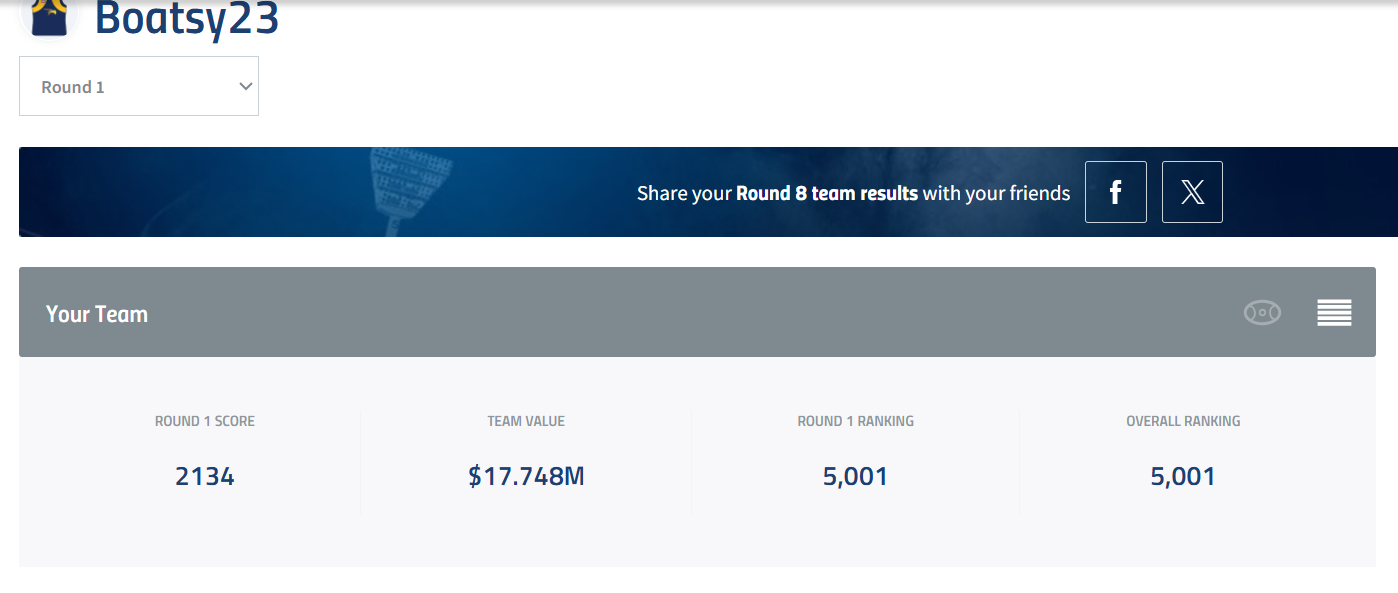 Boatsy23
Round 1
Share your Round 8 team results with your friends
Your Team
ROUND 1 SCORE
TEAM VALUE
ROUND 1 RANKING
OVERALL RANKING
2134
$17.748M
5,001
5,001